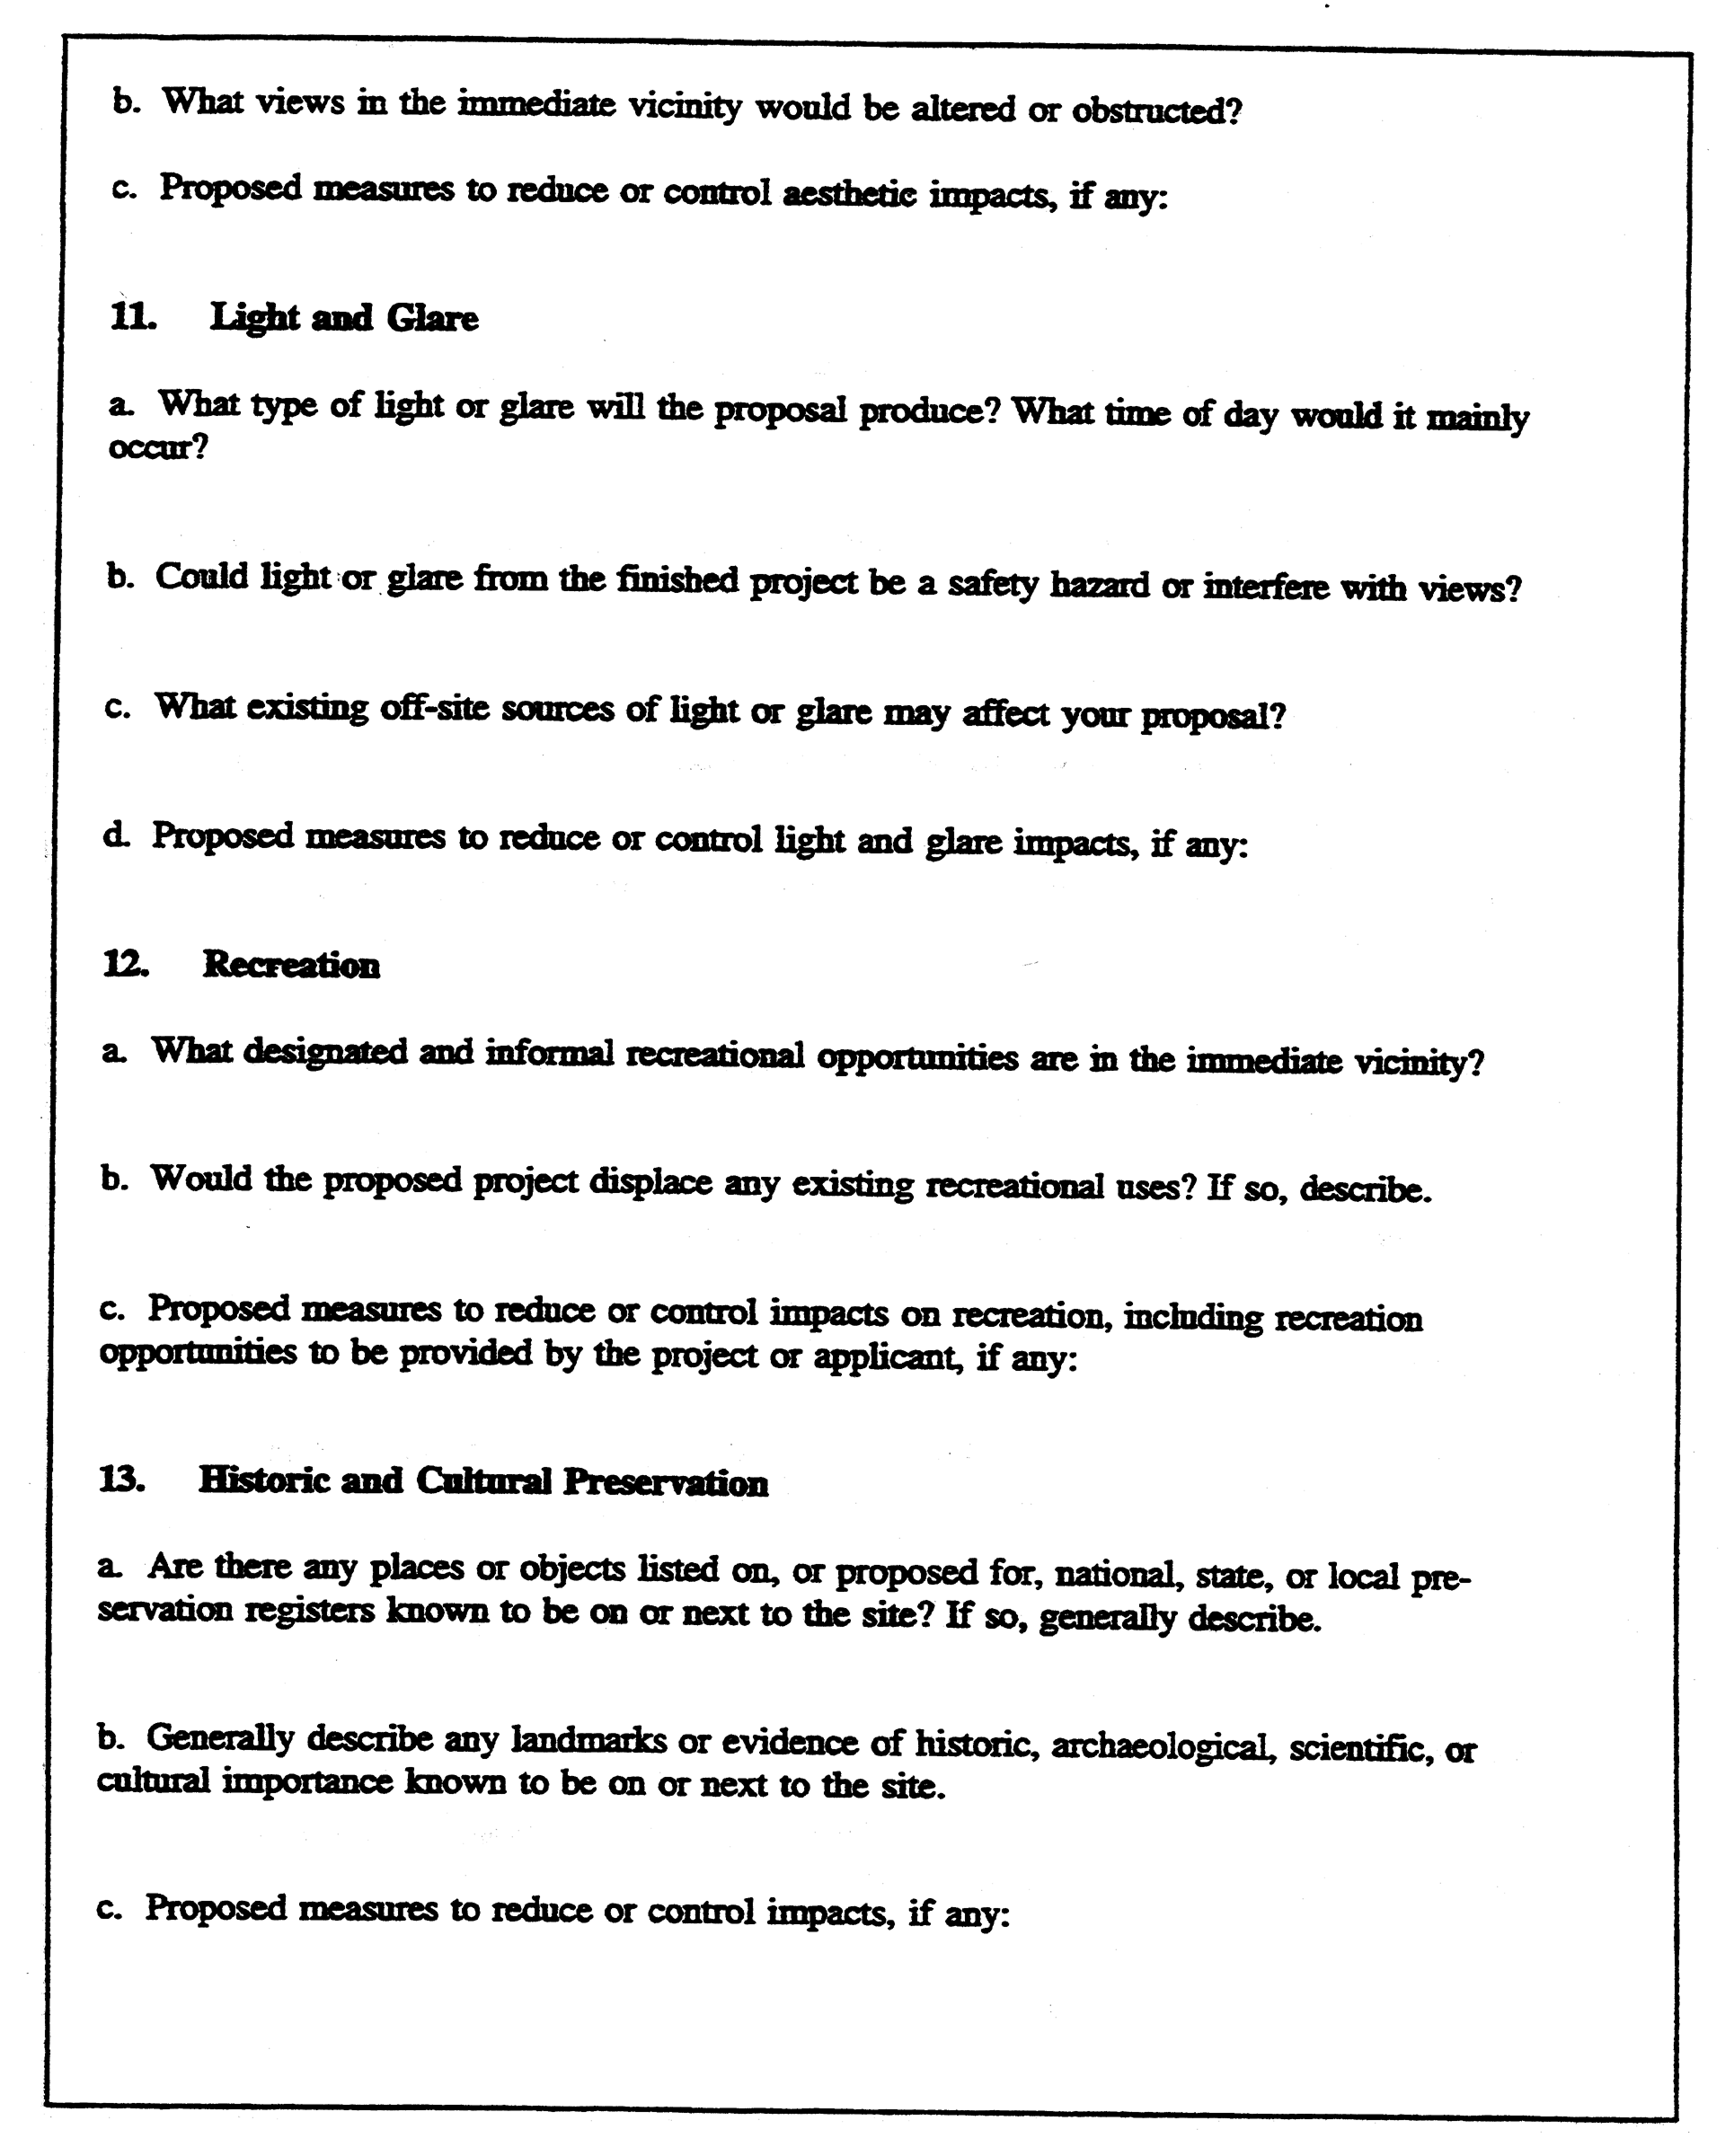 b. What views in the immediate vicinity would be altered or obstructed?
c. Proposed measures to reduce or control aesthetic impacts, if any:
11. Light and Glare
a. What type of light or glare will the proposal produce? What time of day would it mainly
occur?
b. Could light or glare from the finished project be a safety hazard or interfere with views?
c. What existing off-site sources of light or glare may affect your proposal?
d. Proposed measures to reduce or control light and glare impacts, if any:
12. Recreation
a. What designated and informal recreational opportunities are in the immediate vicinity?
b. Would the proposed project displace any existing recreational uses? If so, describe.
c. Proposed measures to reduce or control impacts on recreation, including recreation
opportunities to be provided by the project or applicant, if any:
13. Historic and Cultural Preservation
a. Are there any places or objects listed on, or proposed for, national, state, or local pre-
servation registers known to be on or next to the site? If so, generally describe.
b. Generally describe any landmarks or evidence of historic, archaeological, scientific, or
cultural importance known to be on or next to the site.
c. Proposed measures to reduce or control impacts, if any: